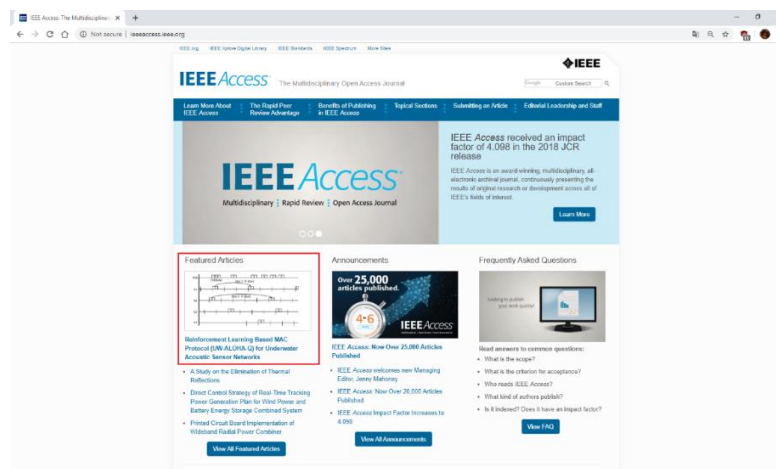 IEEE Access: The Multidisciplinary
Not secure | ieeeaccess.ieee.org
IEEE.org IEEE Xplore Digital Library IEEE Standards IEEE Spectrum More Sites
IEEE
IEEE Access The Multidisciplinary Open Access Journal
Google Custom Search
Learn More About IEEE Access
The Rapid Peer Review Advantage
Benefits of Publishing in IEEE Access
Topical Sections
Submitting an Article
Editorial Leadership and Staff
IEEE Access
Multidisciplinary Rapid Review Open Access Journal
IEEE Access received an impact
factor of 4.098 in the 2018 JCR
release
IEEE Access is an award-winning, multidisciplinary, all-
electronic archival journal, continuously presenting the
results of original research or development across all of
IEEE's fields of interest.
Learn More
Featured Articles
Reinforcement Learning Based MAC
Protocol (UW-ALOHA-Q) for Underwater
Acoustic Sensor Networks
• A Study on the Elimination of Thermal
Reflections
• Direct Control Strategy of Real-Time Tracking
Power Generation Plan for Wind Power and
Battery Energy Storage Combined System
• Printed Circuit Board Implementation of
Wideband Radial Power Combiner
View All Featured Articles
Announcements
Over 25,000
articles published.
4-6
IEEE Access
IEEE Access: Now Over 25,000 Articles
Published
• IEEE Access welcomes new Managing
Editor, Jenny Mahoney
• IEEE Access: Now Over 20,000 Articles
Published
• IEEE Access Impact Factor Increases to
4.098
View All Announcements
Frequently Asked Questions
Looking to publish
your work quickly?
Read answers to common questions:
• What is the scope?
• What is the criterion for acceptance?
• Who reads IEEE Access?
• What kind of authors publish?
• Is it indexed? Does it have an impact factor?
View FAQ